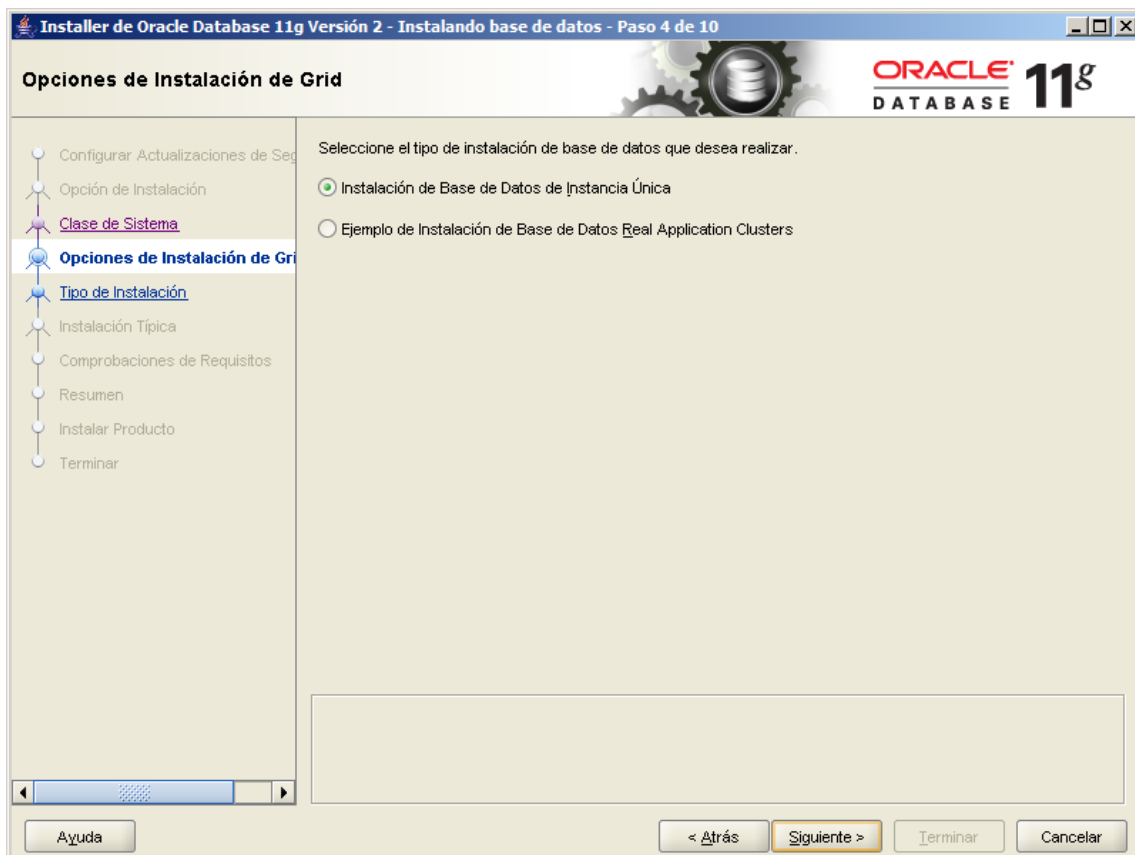 Installer de Oracle Database 11g Versión 2 - Instalando base de datos - Paso 4 de 10
Opciones de Instalación de Grid
ORACLE
DATABASE
11g
Configurar Actualizaciones de Seg
Opción de Instalación
Clase de Sistema
Opciones de Instalación de Gri
Tipo de Instalación
Instalación Típica
Comprobaciones de Requisitos
Resumen
Instalar Producto
Terminar
Seleccione el tipo de instalación de base de datos que desea realizar.
Instalación de Base de Datos de Instancia Única
Ejemplo de Instalación de Base de Datos Real Application Clusters
Ayuda
< Atrás
Siguiente >
Terminar
Cancelar